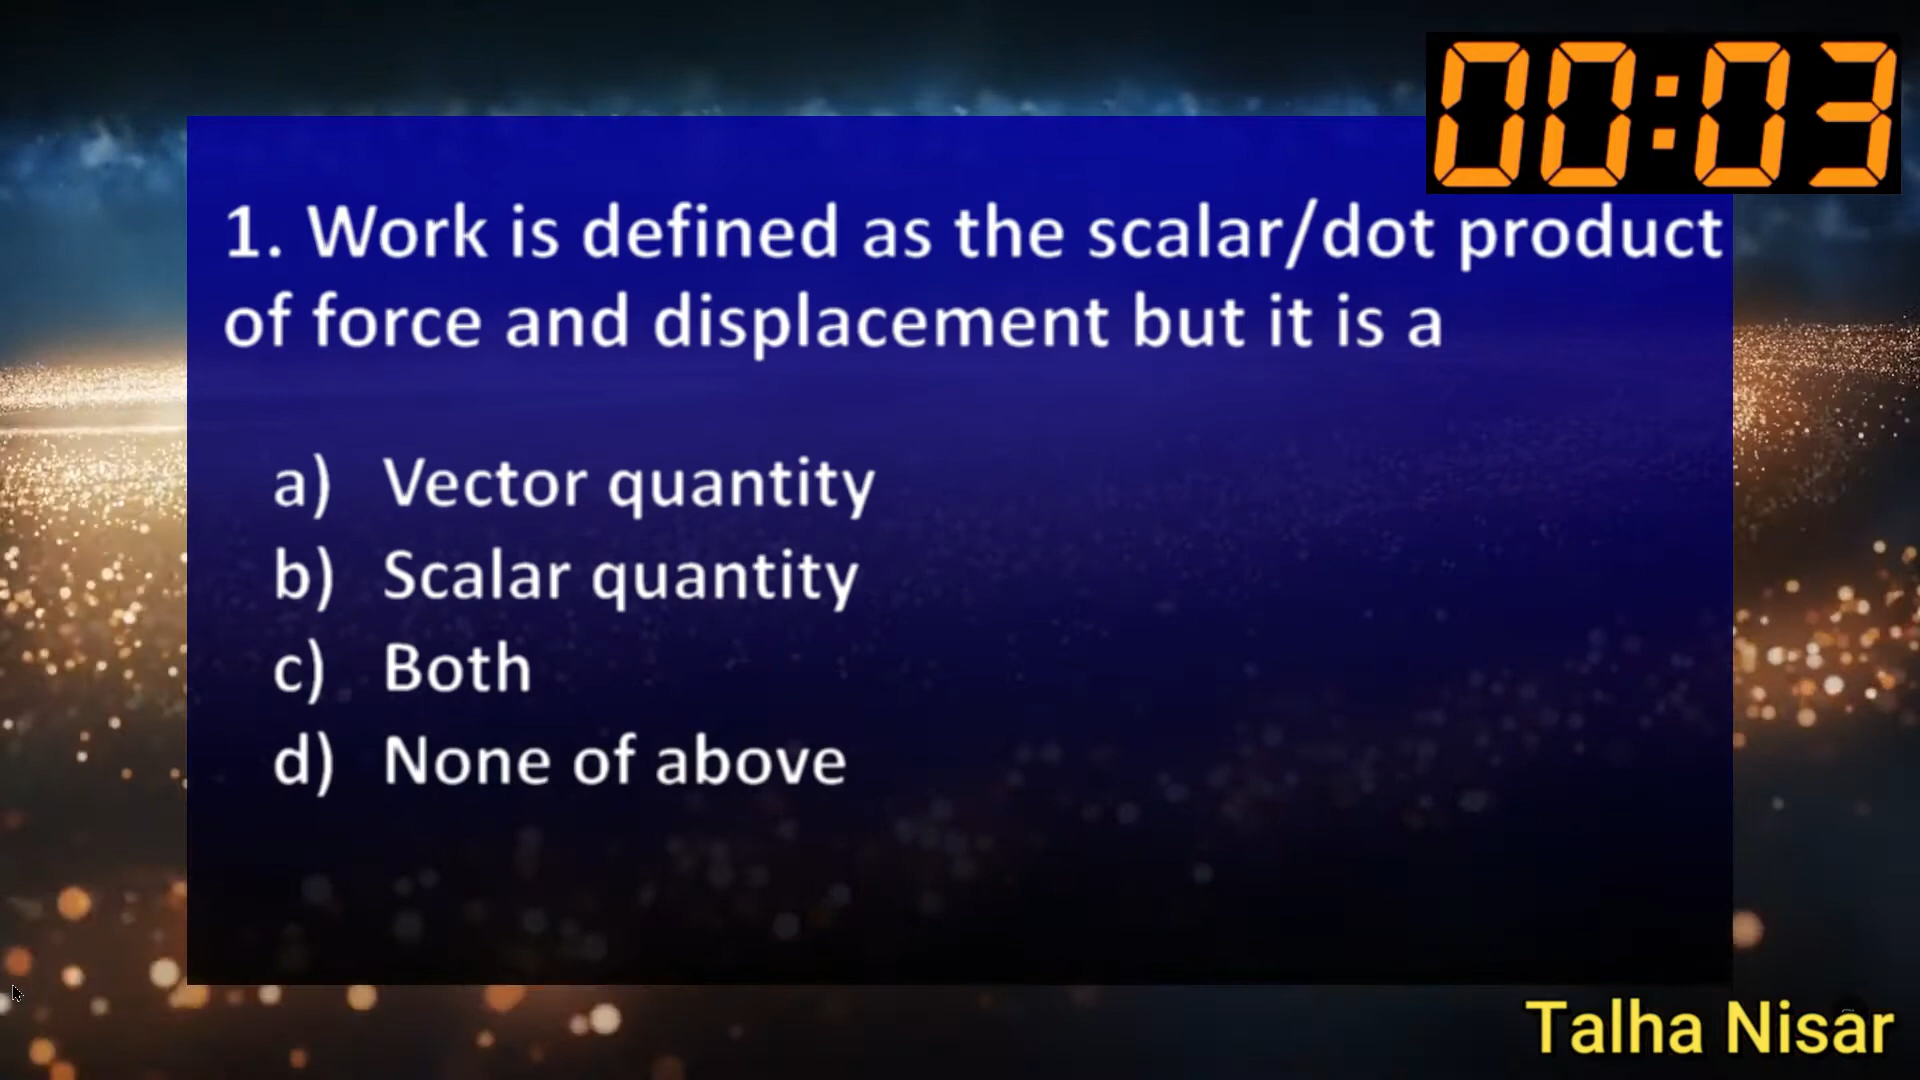 00:03
1. Work is defined as the scalar/dot product
of force and displacement but it is a
a) Vector quantity
b) Scalar quantity
c) Both
d) None of above
Talha Nisar